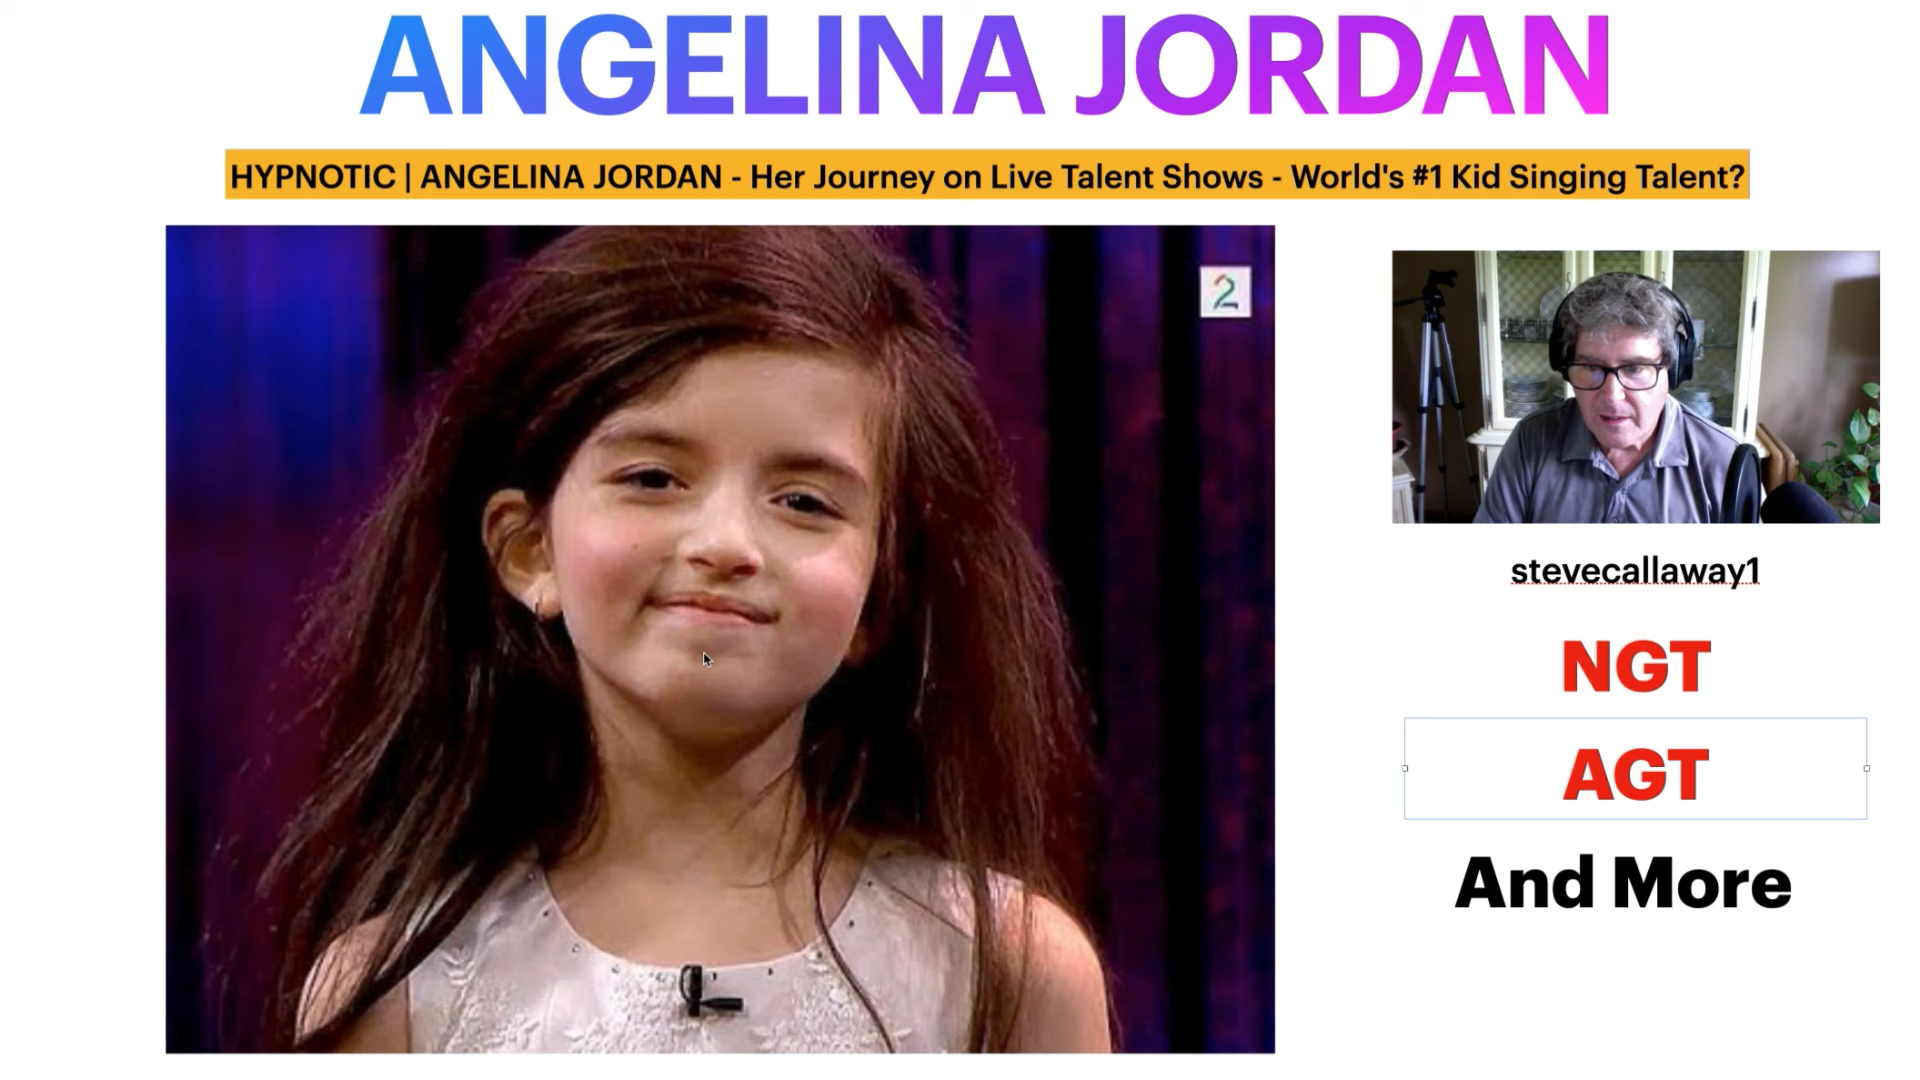 ANGELINA JORDAN
HYPNOTIC | ANGELINA JORDAN - Her Journey on Live Talent Shows - World's #1 Kid Singing Talent?
2
stevecallaway1
NGT
AGT
And More